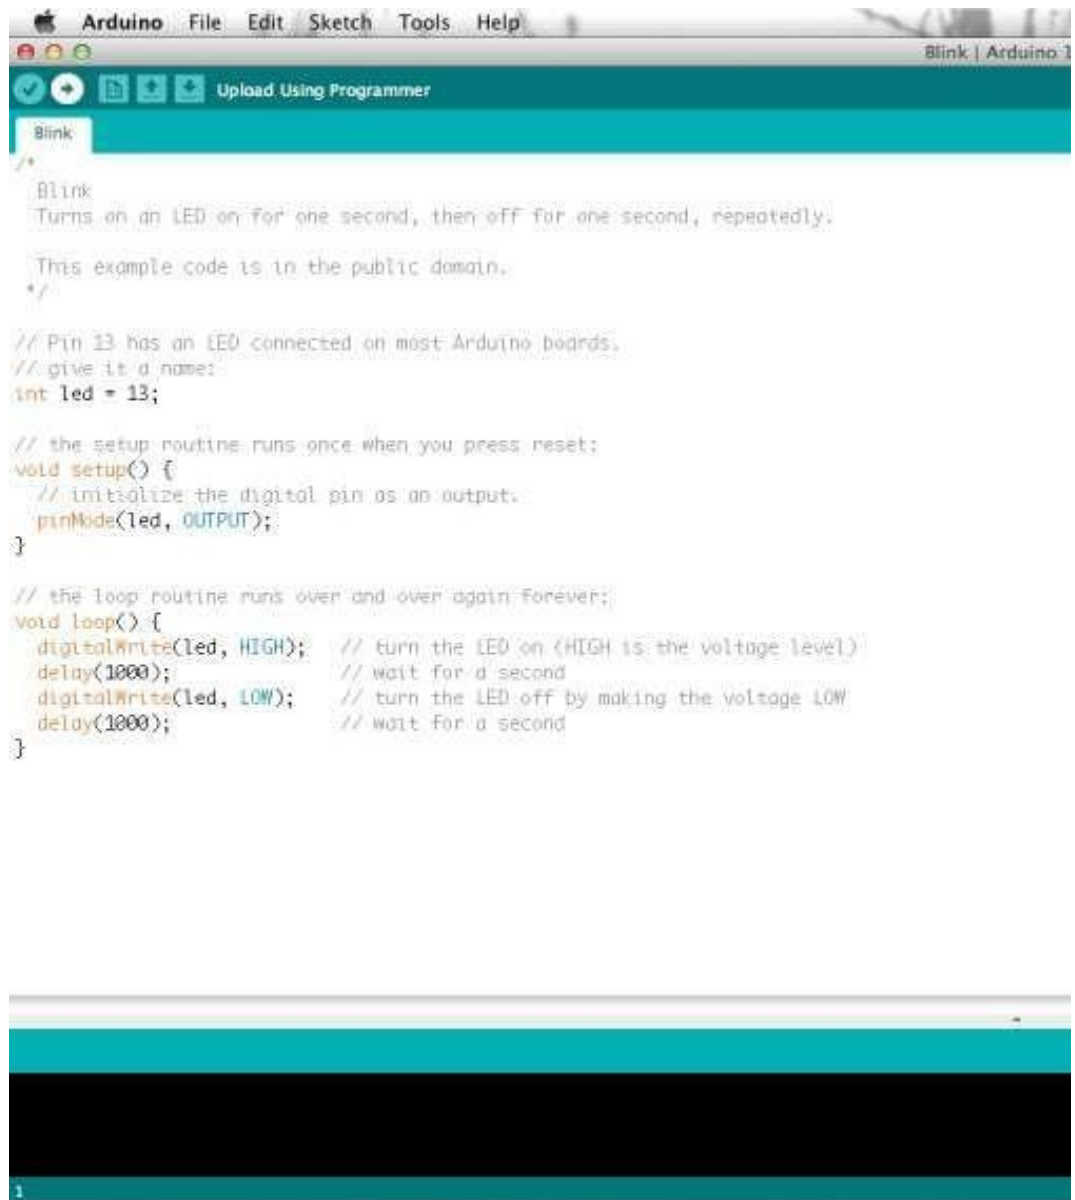 Arduino File Edit Sketch Tools Help
Blink | Arduino 1
Upload Using Programmer
Blink
/*
  Blink
  Turns on an LED on for one second, then off for one second, repeatedly.

  This example code is in the public domain.
 */

// Pin 13 has an LED connected on most Arduino boards.
// give it a name:
int led = 13;

// the setup routine runs once when you press reset:
void setup() {
  // initialize the digital pin as an output.
  pinMode(led, OUTPUT);
}

// the loop routine runs over and over again forever:
void loop() {
  digitalWrite(led, HIGH);   // turn the LED on (HIGH is the voltage level)
  delay(1000);               // wait for a second
  digitalWrite(led, LOW);    // turn the LED off by making the voltage LOW
  delay(1000);               // wait for a second
}
1